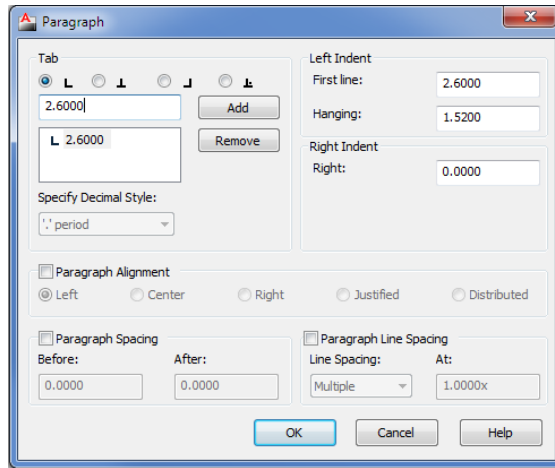 Paragraph
Tab
2.6000
Add
2.6000
Remove
Specify Decimal Style:
'.' period
Left Indent
First line: 2.6000
Hanging: 1.5200
Right Indent
Right: 0.0000
Paragraph Alignment
Left Center Right Justified Distributed
Paragraph Spacing
Before: After:
0.0000 0.0000
Paragraph Line Spacing
Line Spacing: At:
Multiple 1.0000x
OK Cancel Help